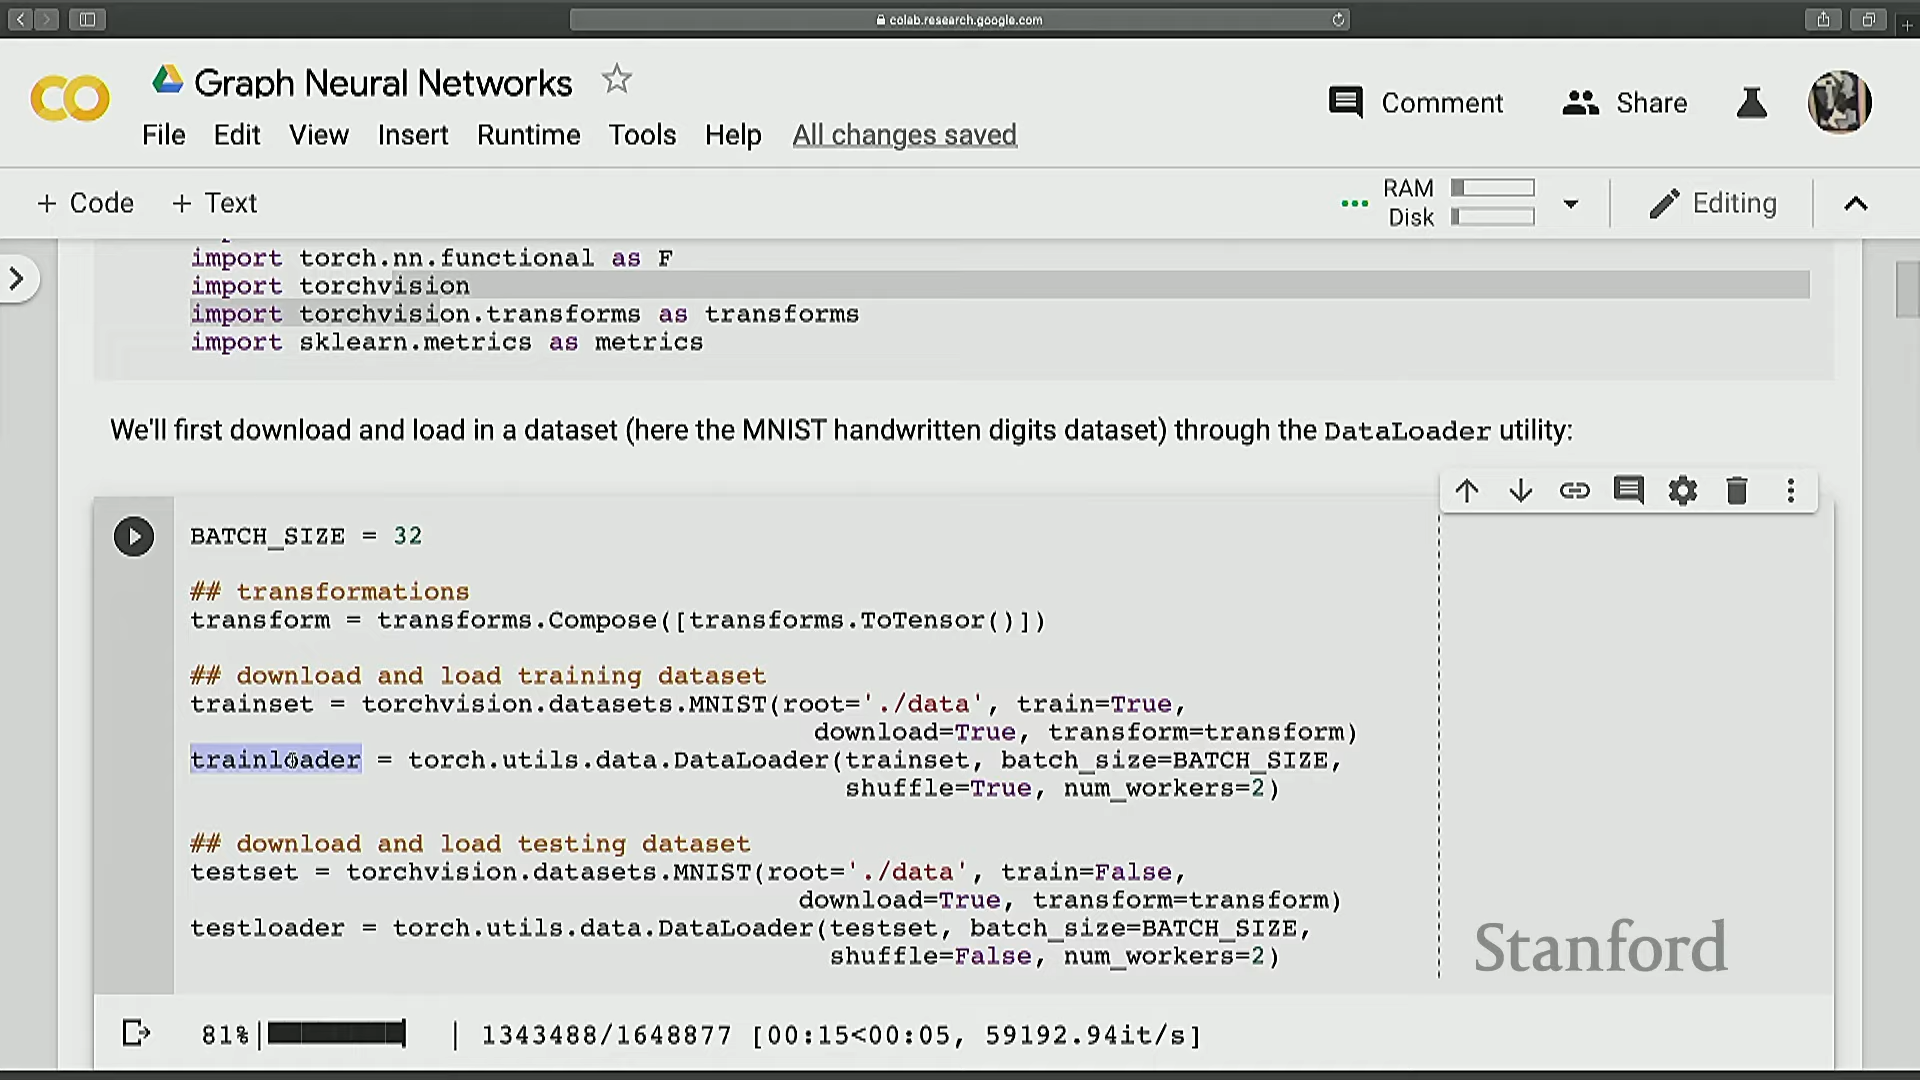 colab.research.google.com
CO
Graph Neural Networks
Comment
Share
File Edit View Insert Runtime Tools Help All changes saved
+ Code + Text
RAM
Disk
Editing
import torch.nn.functional as F
import torchvision
import torchvision.transforms as transforms
import sklearn.metrics as metrics
We'll first download and load in a dataset (here the MNIST handwritten digits dataset) through the DataLoader utility:
BATCH_SIZE = 32
## transformations
transform = transforms.Compose([transforms.ToTensor()])
## download and load training dataset
trainset = torchvision.datasets.MNIST(root='./data', train=True,
download=True, transform=transform)
trainloader = torch.utils.data.DataLoader(trainset, batch_size=BATCH_SIZE,
shuffle=True, num_workers=2)
## download and load testing dataset
testset = torchvision.datasets.MNIST(root='./data', train=False,
download=True, transform=transform)
testloader = torch.utils.data.DataLoader(testset, batch_size=BATCH_SIZE,
shuffle=False, num_workers=2)
Stanford
81%| | 1343488/1648877 [00:15<00:05, 59192.94it/s]